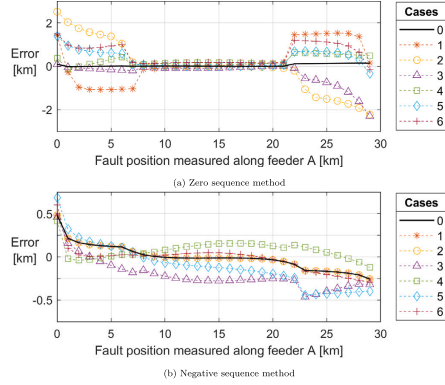 Cases
0
1
2
3
4
5
6
Error
[km]
2
0
-2
0 5 10 15 20 25 30
Fault position measured along feeder A [km]
(a) Zero sequence method
Cases
0
1
2
3
4
5
6
Error
[km]
0.5
0
-0.5
0 5 10 15 20 25 30
Fault position measured along feeder A [km]
(b) Negative sequence method